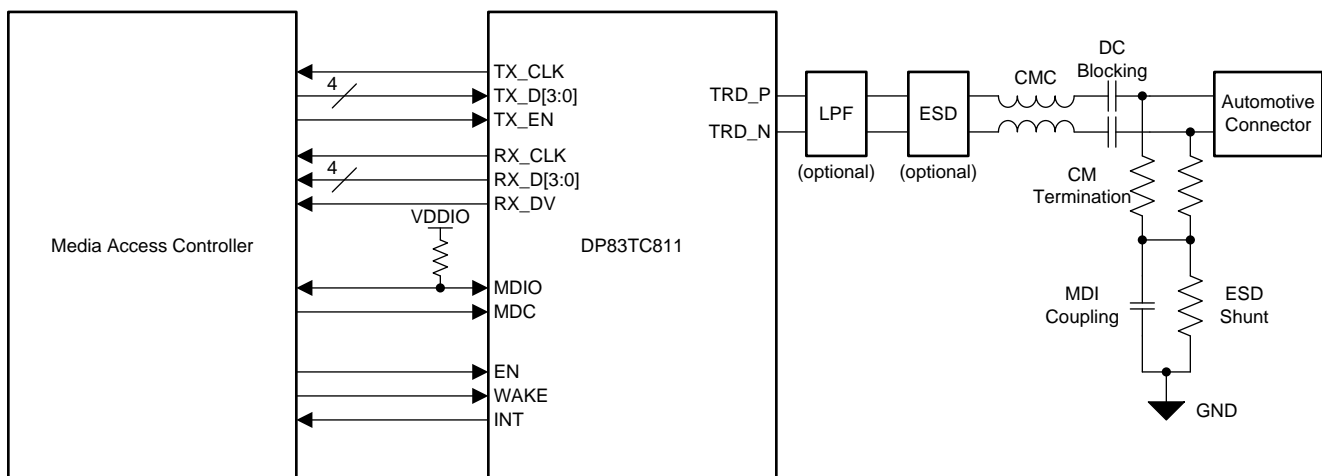 Media Access Controller
4
4
VDDIO
TX_CLK
TX_D[3:0]
TX_EN
RX_CLK
RX_D[3:0]
RX_DV
MDIO
MDC
EN
WAKE
INT
DP83TC811
TRD_P
TRD_N
LPF
(optional)
ESD
(optional)
CMC
DC
Blocking
Automotive
Connector
CM
Termination
MDI
Coupling
ESD
Shunt
GND